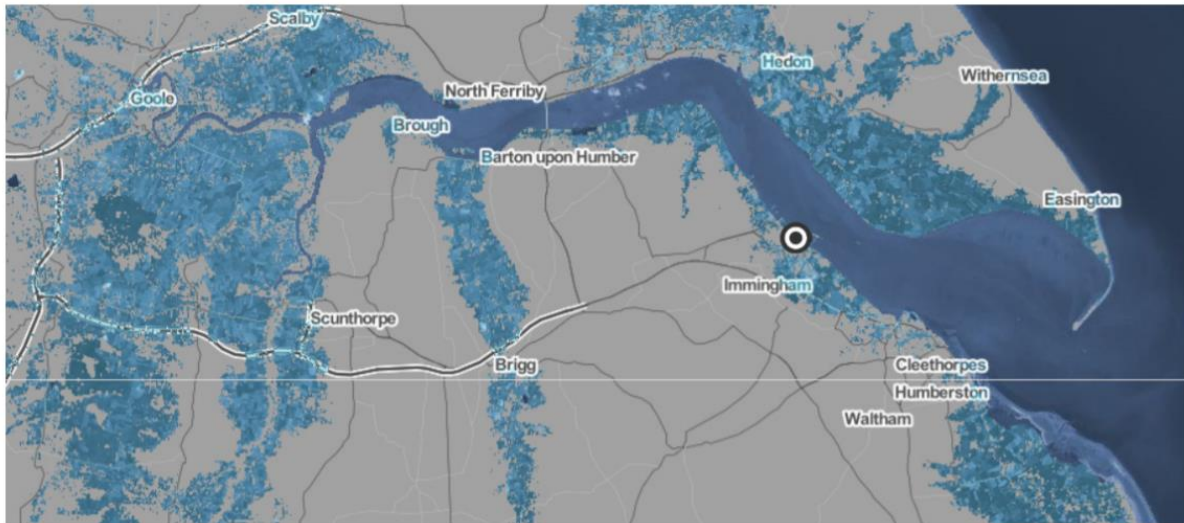 Scalby
Hedon
Withernsea
Goole
North Ferriby
Brough
Barton upon Humber
Easington
Immingham
Scunthorpe
Brigg
Cleethorpes
Humberston
Waltham